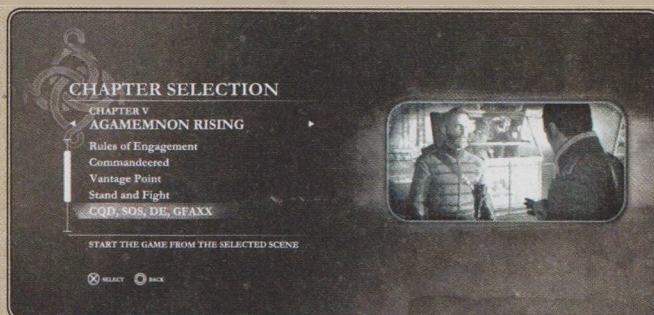 CHAPTER SELECTION
CHAPTER V
AGAMEMNON RISING
Rules of Engagement
Commandeered
Vantage Point
Stand and Fight
CQD, SOS, DE, GFAXX
START THE GAME FROM THE SELECTED SCENE
SELECT BACK